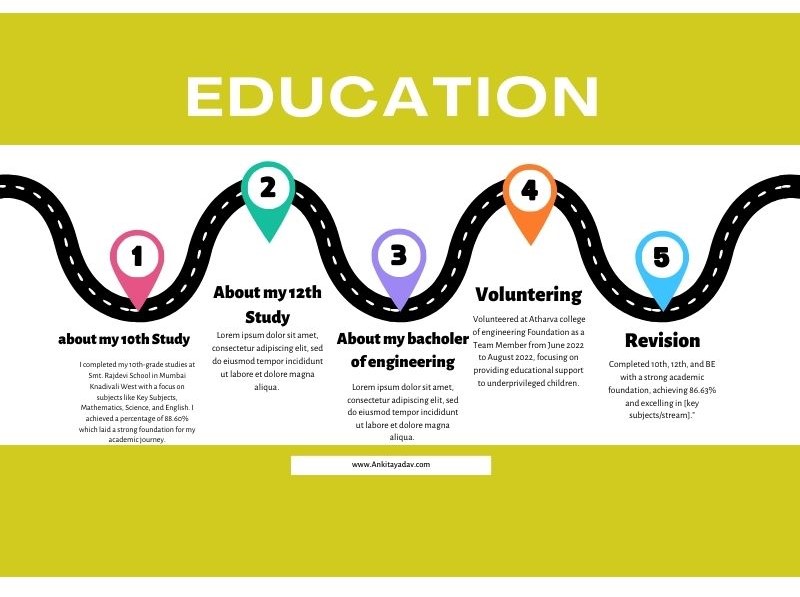 EDUCATION
1
about my 10th Study
I completed my 10th-grade studies at
Smt. Rajdevi School in Mumbai
Knadivali West with a focus on
subjects like Key Subjects,
Mathematics, Science, and English. I
achieved a percentage of 88.60%
which laid a strong foundation for my
academic journey.
2
About my 12th
Study
Lorem ipsum dolor sit amet,
consectetur adipiscing elit, sed
do eiusmod tempor incididunt
ut labore et dolore magna
aliqua.
3
About my bacholer
of engineering
Lorem ipsum dolor sit amet,
consectetur adipiscing elit, sed
do eiusmod tempor incididunt
ut labore et dolore magna
aliqua.
4
Voluntering
Volunteered at Atharva college
of engineering Foundation as a
Team Member from June 2022
to August 2022, focusing on
providing educational support
to underprivileged children.
5
Revision
Completed 10th, 12th, and BE
with a strong academic
foundation, achieving 86.63%
and excelling in [key
subjects/stream]."
www.Ankitayadav.com